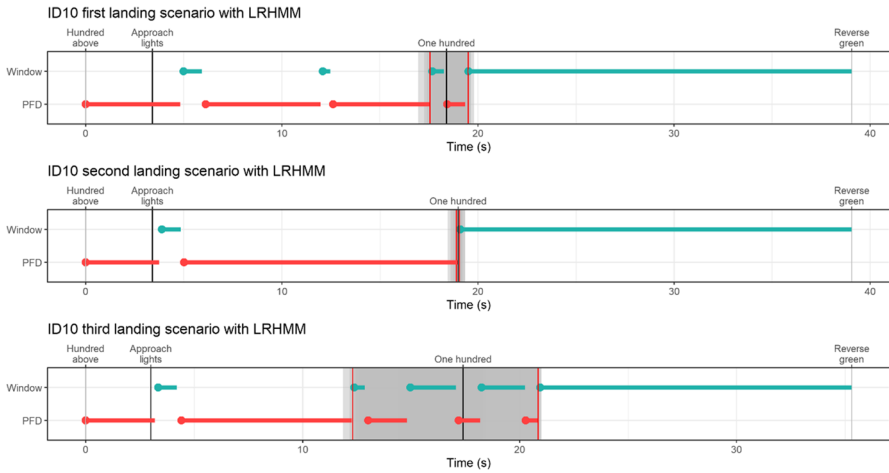 ID10 first landing scenario with LRHMM
Hundred above Approach lights One hundred Reverse green
Window
PFD
0 10 20 30 40
Time (s)
ID10 second landing scenario with LRHMM
Hundred above Approach lights One hundred Reverse green
Window
PFD
0 10 20 30 40
Time (s)
ID10 third landing scenario with LRHMM
Hundred above Approach lights One hundred Reverse green
Window
PFD
0 10 20 30
Time (s)